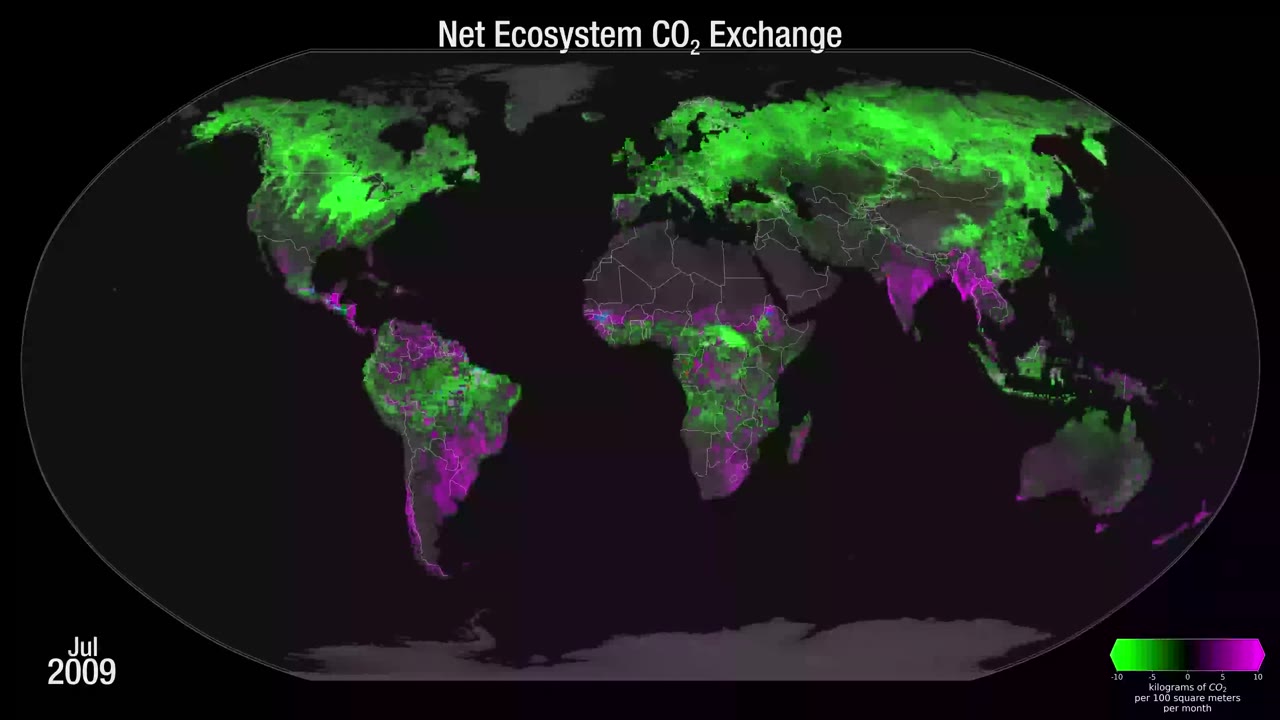 Net Ecosystem CO₂ Exchange
Jul
2009
-10 -5 0 5 10
kilograms of CO₂
per 100 square meters
per month